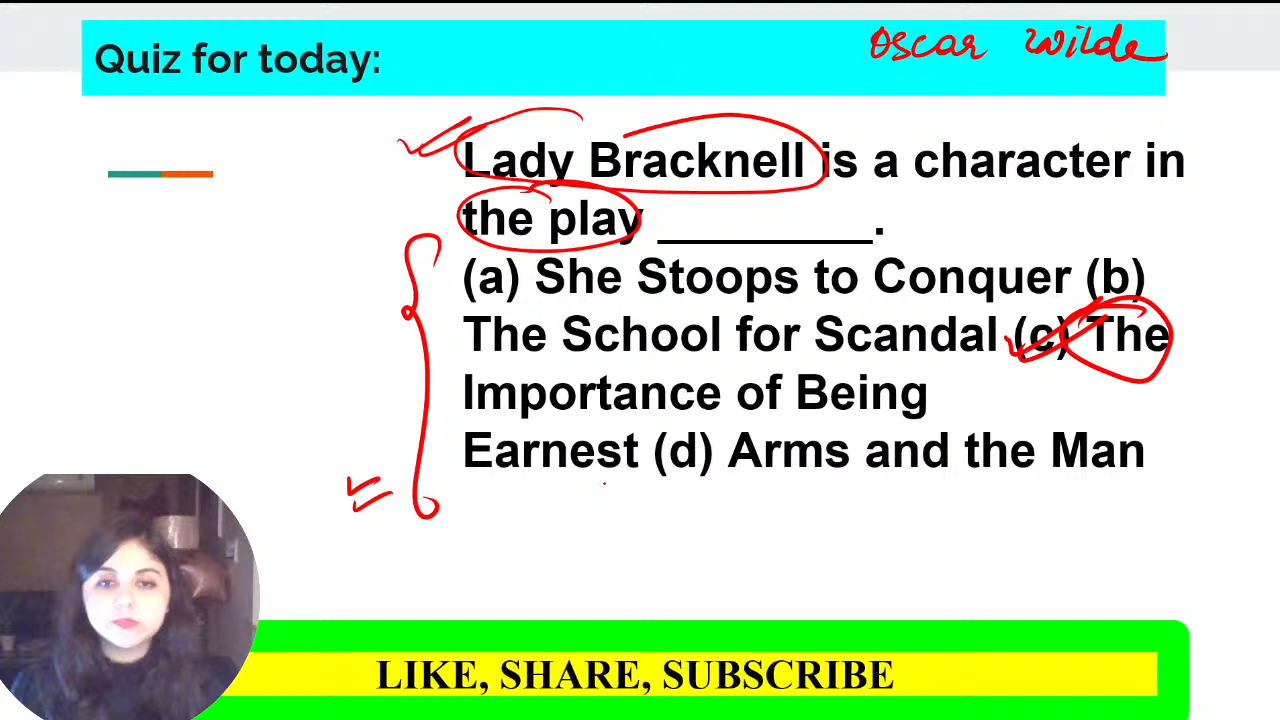 Quiz for today:
Oscar Wilde
Lady Bracknell is a character in
the play ________.
(a) She Stoops to Conquer (b)
The School for Scandal (c) The
Importance of Being
Earnest (d) Arms and the Man
LIKE, SHARE, SUBSCRIBE